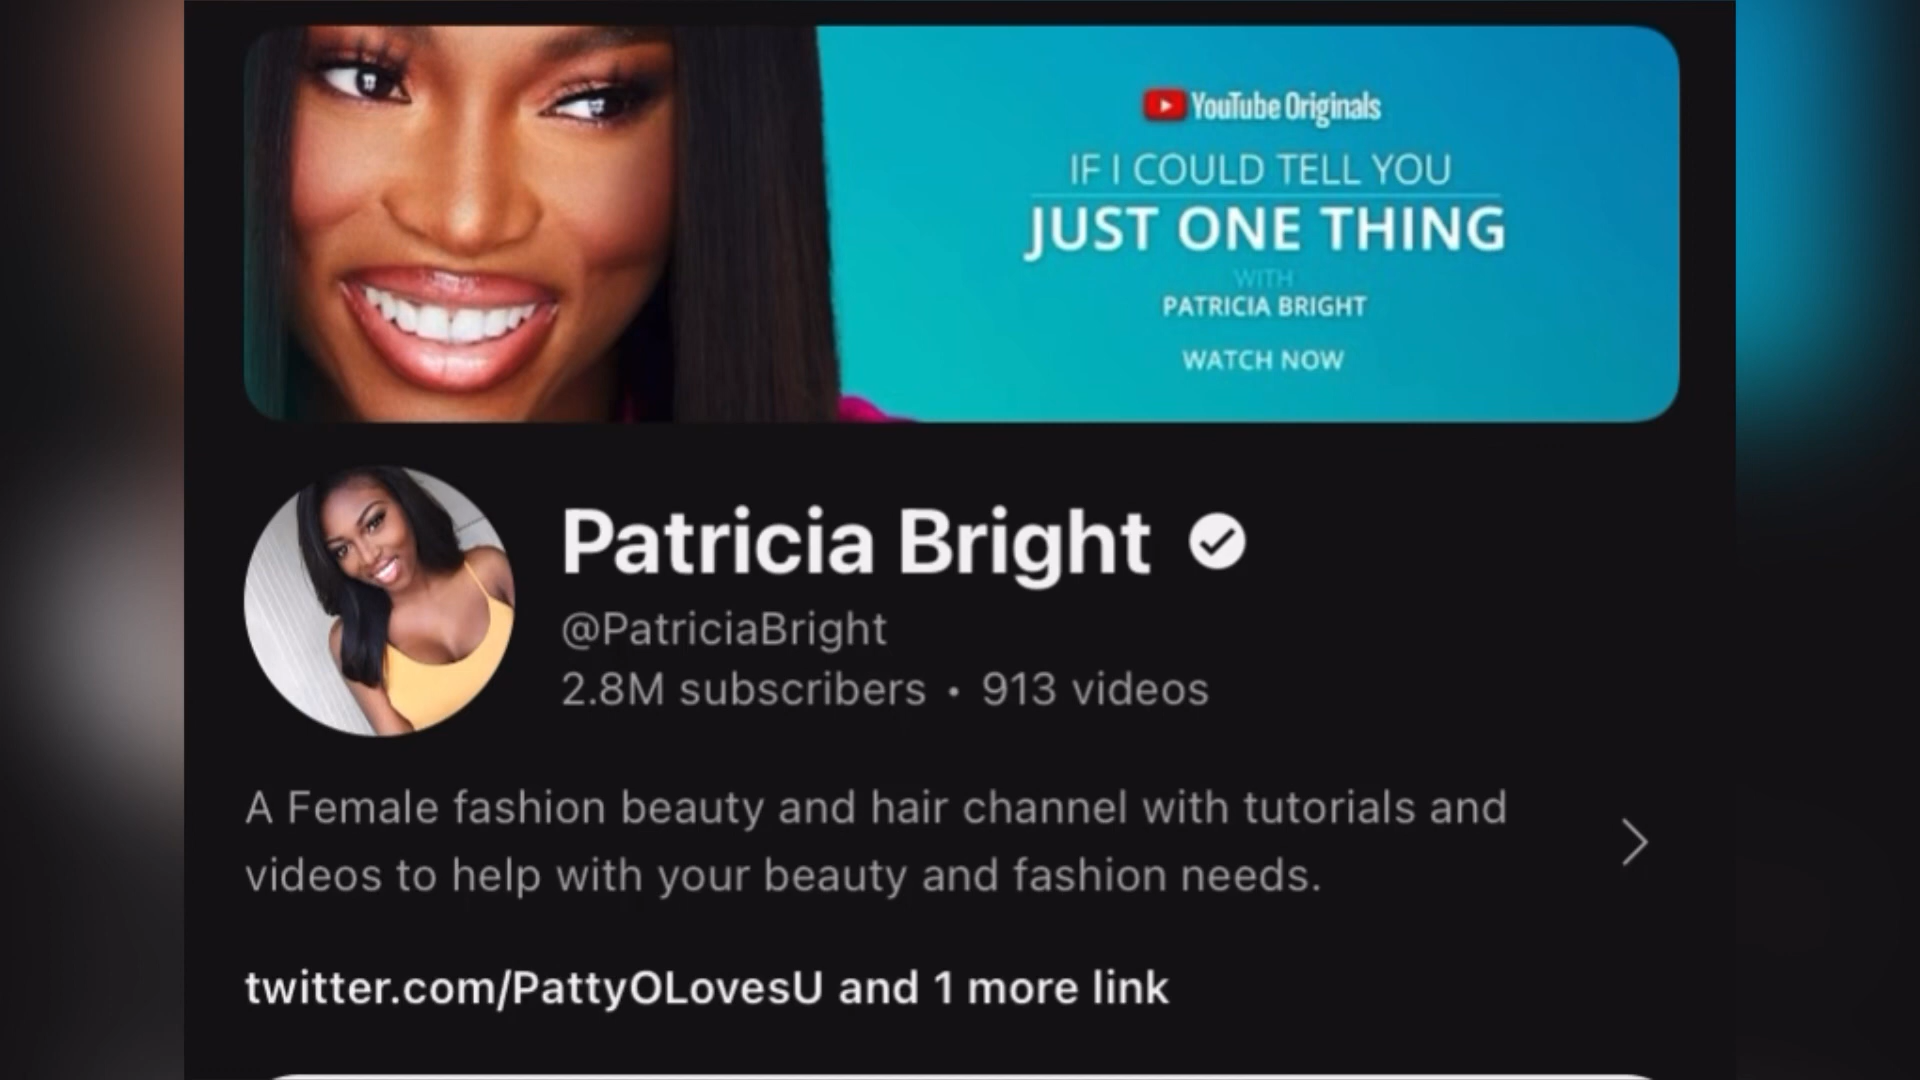 YouTube Originals
IF I COULD TELL YOU
JUST ONE THING
WITH
PATRICIA BRIGHT
WATCH NOW
Patricia Bright
@PatriciaBright
2.8M subscribers • 913 videos
A Female fashion beauty and hair channel with tutorials and
videos to help with your beauty and fashion needs.
twitter.com/PattyOLovesU and 1 more link